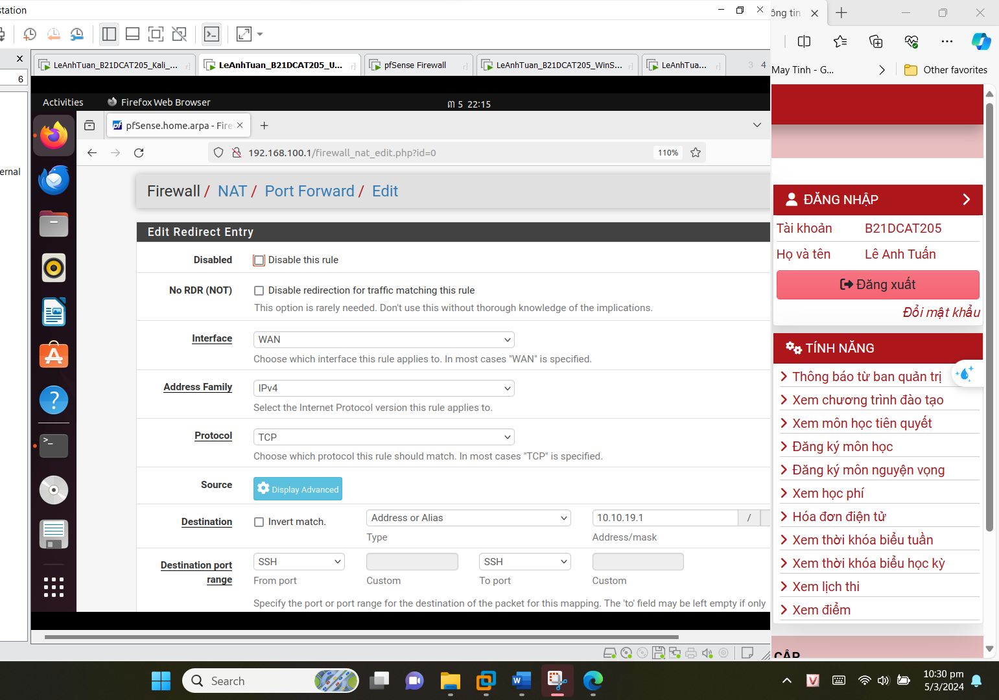 station
6
ernal
LeAnhTuan_B21DCAT205_Kali_...
LeAnhTuan_B21DCAT205_U...
pfSense Firewall
LeAnhTuan_B21DCAT205_WinS...
LeAnhTua...
3 4
Activities
Firefox Web Browser
៣ 5 22:15
pfSense.home.arpa - Fire
192.168.100.1/firewall_nat_edit.php?id=0
110%
Firewall / NAT / Port Forward / Edit
Edit Redirect Entry
Disabled
Disable this rule
No RDR (NOT)
Disable redirection for traffic matching this rule
This option is rarely needed. Don't use this without thorough knowledge of the implications.
Interface
WAN
Choose which interface this rule applies to. In most cases "WAN" is specified.
Address Family
IPv4
Select the Internet Protocol version this rule applies to.
Protocol
TCP
Choose which protocol this rule should match. In most cases "TCP" is specified.
Source
Display Advanced
Destination
Invert match.
Address or Alias
10.10.19.1
/
Type
Address/mask
Destination port range
SSH
SSH
From port
Custom
To port
Custom
Specify the port or port range for the destination of the packet for this mapping. The 'to' field may be left empty if only
ông tin
May Tinh - G...
Other favorites
ĐĂNG NHẬP
Tài khoản B21DCAT205
Họ và tên Lê Anh Tuấn
Đăng xuất
Đổi mật khẩu
TÍNH NĂNG
Thông báo từ ban quản trị
Xem chương trình đào tạo
Xem môn học tiên quyết
Đăng ký môn học
Đăng ký môn nguyện vọng
Xem học phí
Hóa đơn điện tử
Xem thời khóa biểu tuần
Xem thời khóa biểu học kỳ
Xem lịch thi
Xem điểm
Search
10:30 pm
5/3/2024